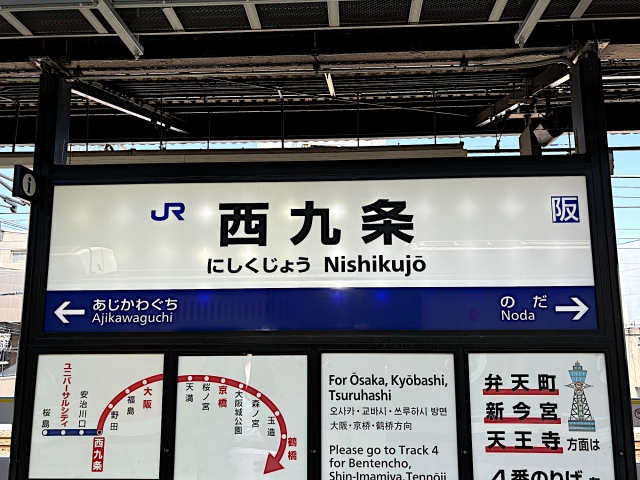 JR
西九条
阪
にしくじょう Nishikujō
あじかわぐち
Ajikawaguchi
のだ
Noda
桜島
ユニバーサルシティ
安治川口
西九条
野田
福島
大阪
天満
桜ノ宮
京橋
大阪城公園
森ノ宮
玉造
鶴橋
For Ōsaka, Kyōbashi,
Tsuruhashi
오사카・교바시・쓰루하시 방면
大阪・京桥・鹤桥方向
Please go to Track 4
for Bentencho,
Shin-Imamiya, Tennōji
弁天町
新今宮
天王寺 方面は
4番のりば